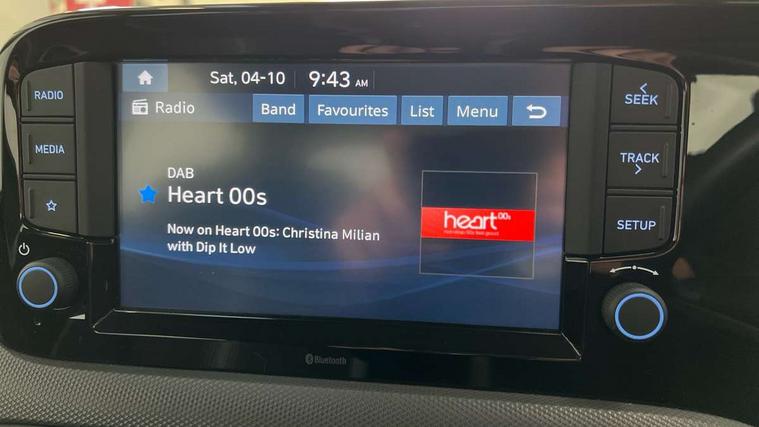 Sat, 04-10 9:43 AM
RADIO
MEDIA
Radio Band Favourites List Menu
DAB
Heart 00s
Now on Heart 00s: Christina Milian
with Dip It Low
heart 00s
SEEK
TRACK
SETUP
Bluetooth